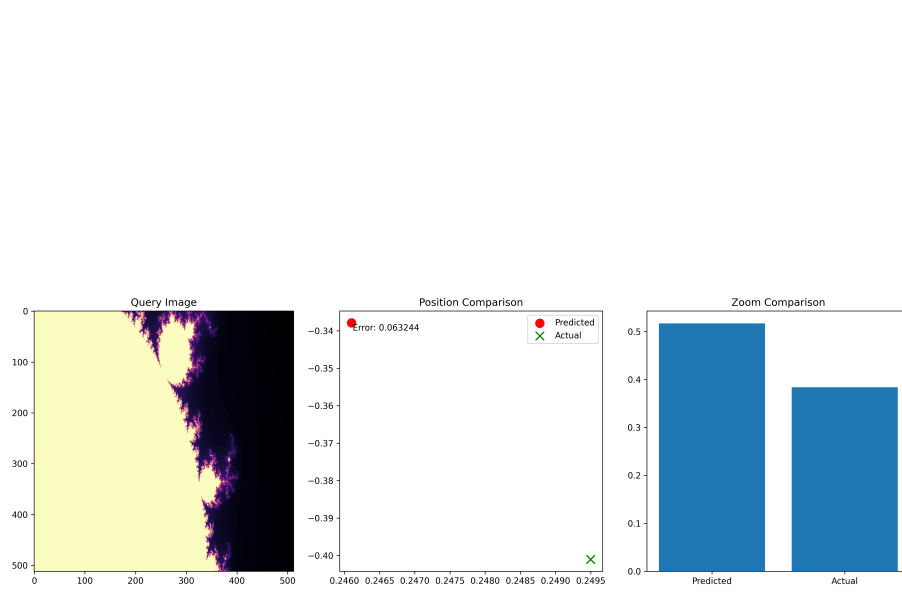 Query Image
0
100
200
300
400
500
0 100 200 300 400 500
Position Comparison
Predicted
Actual
Error: 0.063244
−0.34
−0.35
−0.36
−0.37
−0.38
−0.39
−0.40
0.2460 0.2465 0.2470 0.2475 0.2480 0.2485 0.2490 0.2495
Zoom Comparison
0.5
0.4
0.3
0.2
0.1
0.0
Predicted Actual